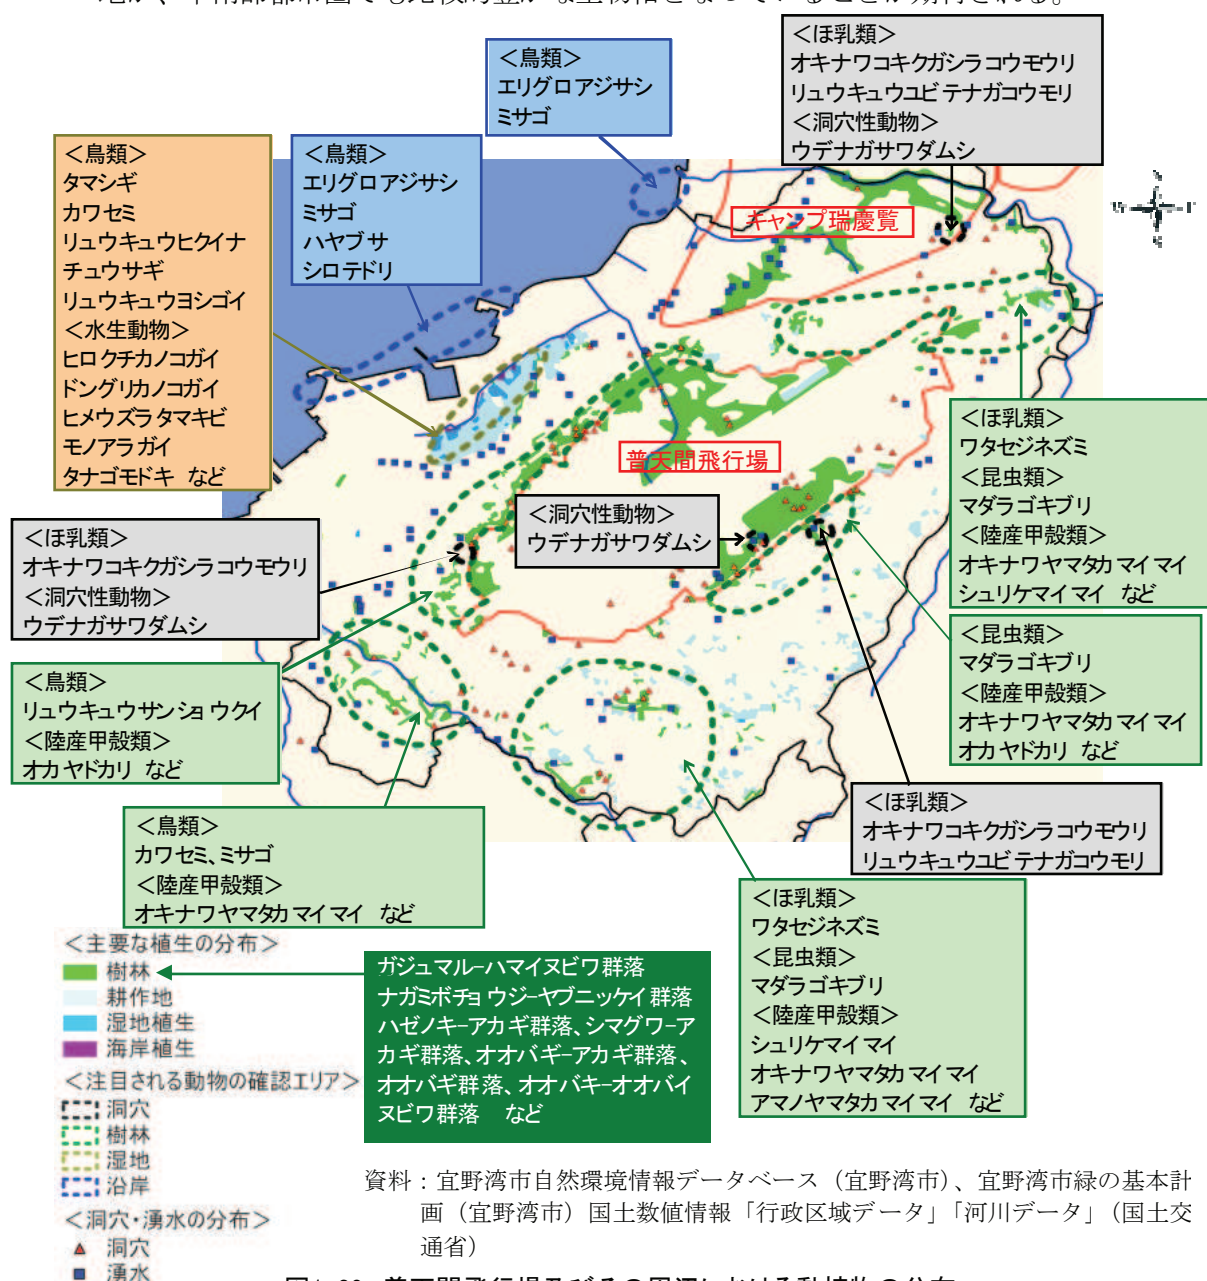 ＜ほ乳類＞
オキナワコキクガシラコウモウリ
リュウキュウユビテナガコウモリ
＜洞穴性動物＞
ウデナガサワダムシ
＜鳥類＞
エリグロアジサシ
ミサゴ
＜鳥類＞
タマシギ
カワセミ
リュウキュウヒクイナ
チュウサギ
リュウキュウヨシゴイ
＜水生動物＞
ヒロクチカノコガイ
ドングリカノコガイ
ヒメウズラタマキビ
モノアラガイ
タナゴモドキ など
＜鳥類＞
エリグロアジサシ
ミサゴ
ハヤブサ
シロチドリ
キャンプ瑞慶覧
普天間飛行場
＜ほ乳類＞
ワタセジネズミ
＜昆虫類＞
マダラゴキブリ
＜陸産甲殻類＞
オキナワヤマタカマイマイ
シュリケマイマイ など
＜洞穴性動物＞
ウデナガサワダムシ
＜ほ乳類＞
オキナワコキクガシラコウモウリ
＜洞穴性動物＞
ウデナガサワダムシ
＜昆虫類＞
マダラゴキブリ
＜陸産甲殻類＞
オキナワヤマタカマイマイ
オカヤドカリ など
＜鳥類＞
リュウキュウサンショウクイ
＜陸産甲殻類＞
オカヤドカリ など
＜ほ乳類＞
オキナワコキクガシラコウモウリ
リュウキュウユビテナガコウモリ
＜鳥類＞
カワセミ、ミサゴ
＜陸産甲殻類＞
オキナワヤマタカマイマイ など
＜ほ乳類＞
ワタセジネズミ
＜昆虫類＞
マダラゴキブリ
＜陸産甲殻類＞
シュリケマイマイ
オキナワヤマタカマイマイ
アマノヤマタカマイマイ など
＜主要な植生の分布＞
樹林
耕作地
湿地植生
海岸植生
＜注目される動物の確認エリア＞
洞穴
樹林
湿地
沿岸
＜洞穴・湧水の分布＞
洞穴
湧水
ガジュマル-ハマイヌビワ群落
ナガミボチョウジ-ヤブニッケイ群落
ハゼノキ-アカギ群落、シマグワ-ア
カギ群落、オオバギ-アカギ群落、
オオバギ群落、オオバキ-オオバイ
ヌビワ群落 など
資料：宜野湾市自然環境情報データベース（宜野湾市）、宜野湾市緑の基本計
画（宜野湾市）国土数値情報「行政区域データ」「河川データ」（国土交
通省）